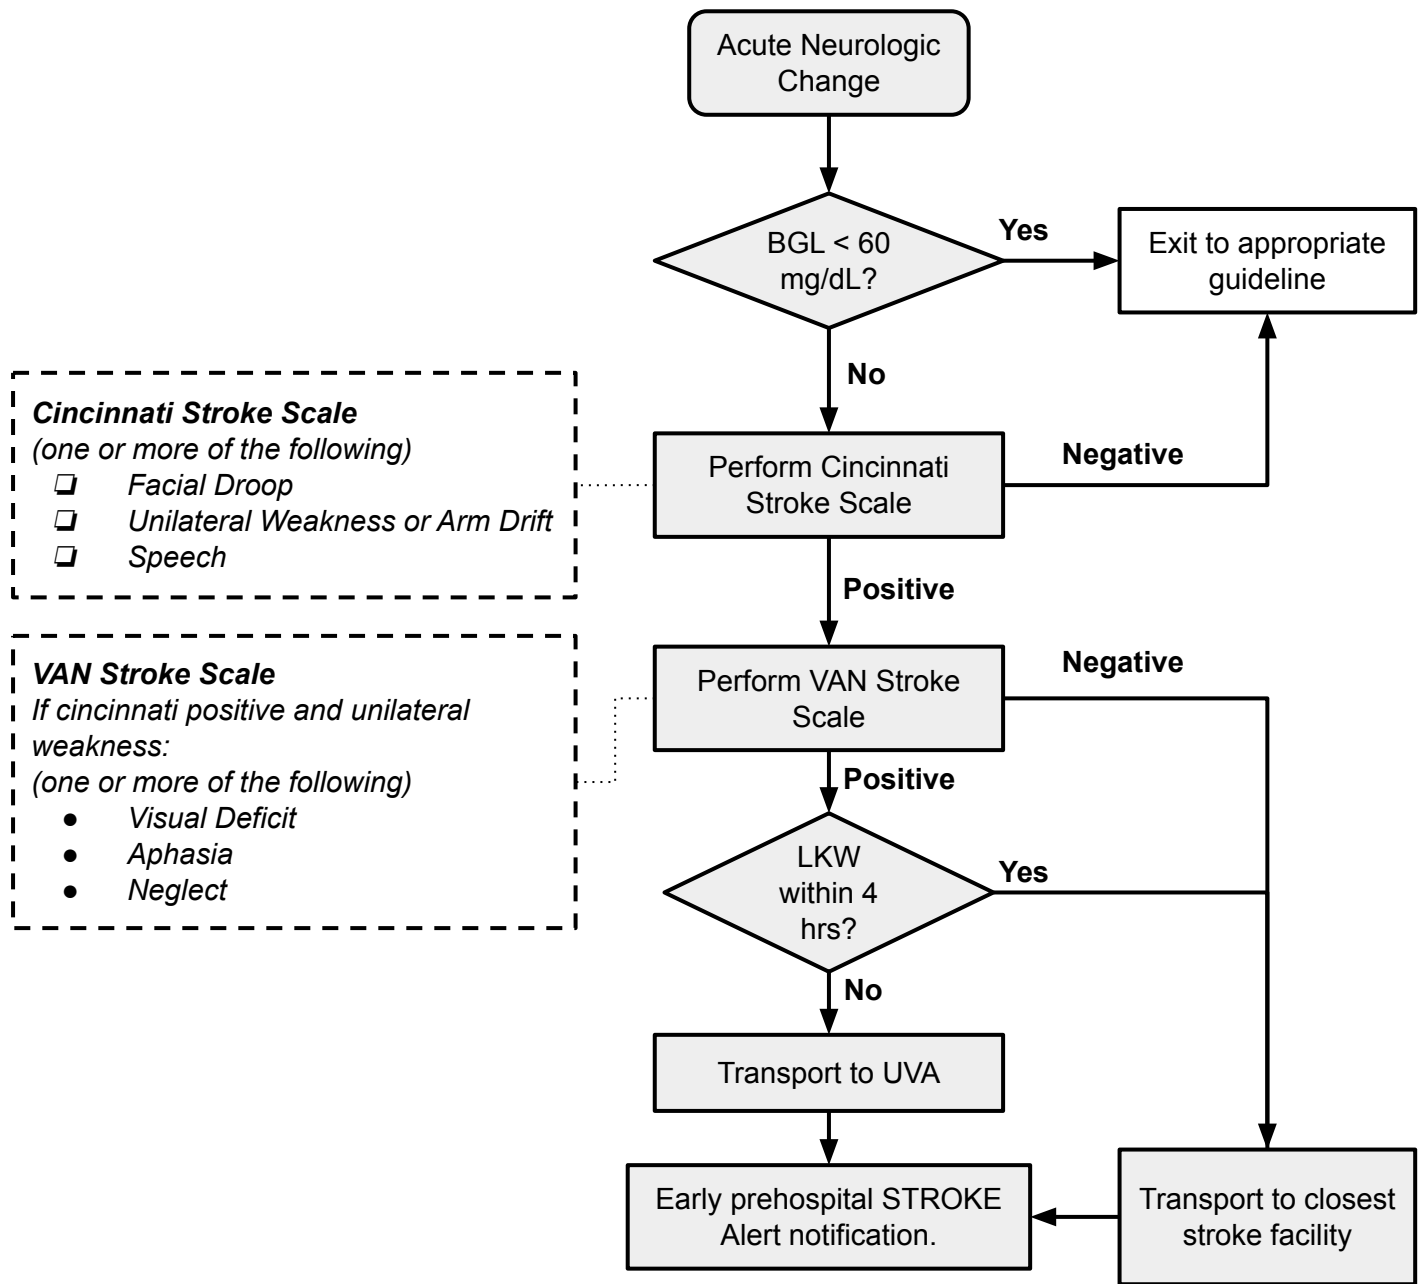 Acute Neurologic
Change
BGL < 60
mg/dL?
Yes
Exit to appropriate
guideline
No
Cincinnati Stroke Scale
(one or more of the following)
❏ Facial Droop
❏ Unilateral Weakness or Arm Drift
❏ Speech
Perform Cincinnati
Stroke Scale
Negative
Positive
VAN Stroke Scale
If cincinnati positive and unilateral
weakness:
(one or more of the following)
● Visual Deficit
● Aphasia
● Neglect
Perform VAN Stroke
Scale
Negative
Positive
LKW
within 4
hrs?
Yes
No
Transport to UVA
Early prehospital STROKE
Alert notification.
Transport to closest
stroke facility